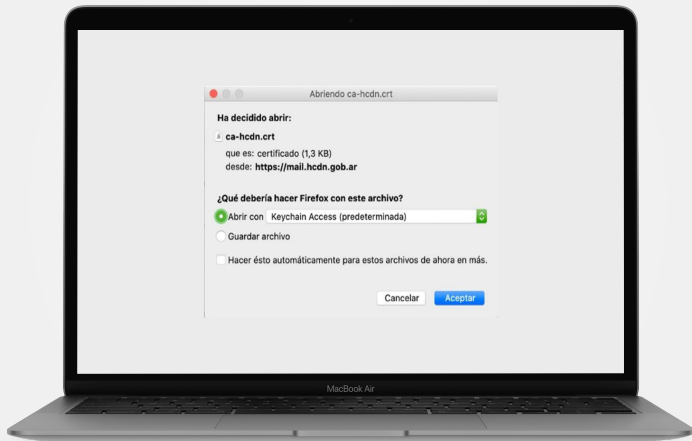 Abriendo ca-hcdn.crt
Ha decidido abrir:
ca-hcdn.crt
que es: certificado (1,3 KB)
desde: https://mail.hcdn.gob.ar
¿Qué debería hacer Firefox con este archivo?
Abrir con Keychain Access (predeterminada)
Guardar archivo
Hacer ésto automáticamente para estos archivos de ahora en más.
Cancelar Aceptar
MacBook Air